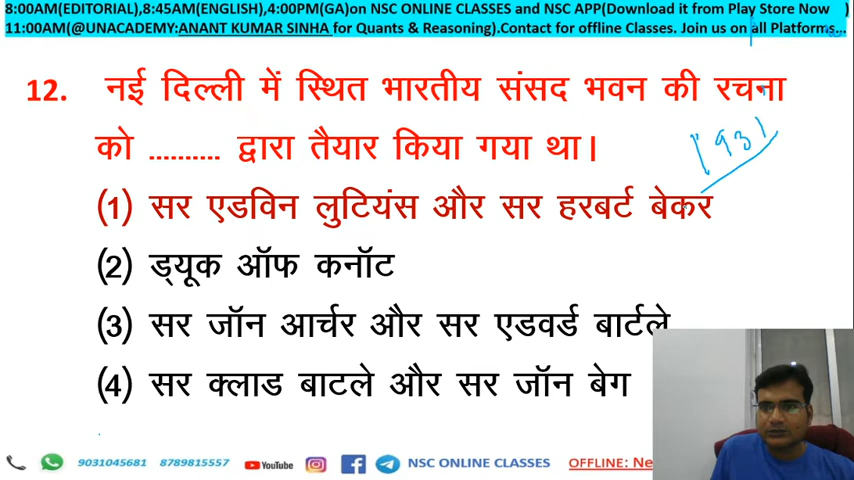 8:00AM(EDITORIAL),8:45AM(ENGLISH),4:00PM(GA)on NSC ONLINE CLASSES and NSC APP(Download it from Play Store Now )
11:00AM(@UNACADEMY:ANANT KUMAR SINHA for Quants & Reasoning).Contact for offline Classes. Join us on all Platforms...
12. नई दिल्ली में स्थित भारतीय संसद भवन की रचना
को .......... द्वारा तैयार किया गया था।
1931
(1) सर एडविन लुटियंस और सर हरबर्ट बेकर
(2) ड्यूक ऑफ कनॉट
(3) सर जॉन आर्चर और सर एडवर्ड बार्टले
(4) सर क्लाड बाटले और सर जॉन बेग
9031045681 8789815557 YouTube NSC ONLINE CLASSES OFFLINE: Ne